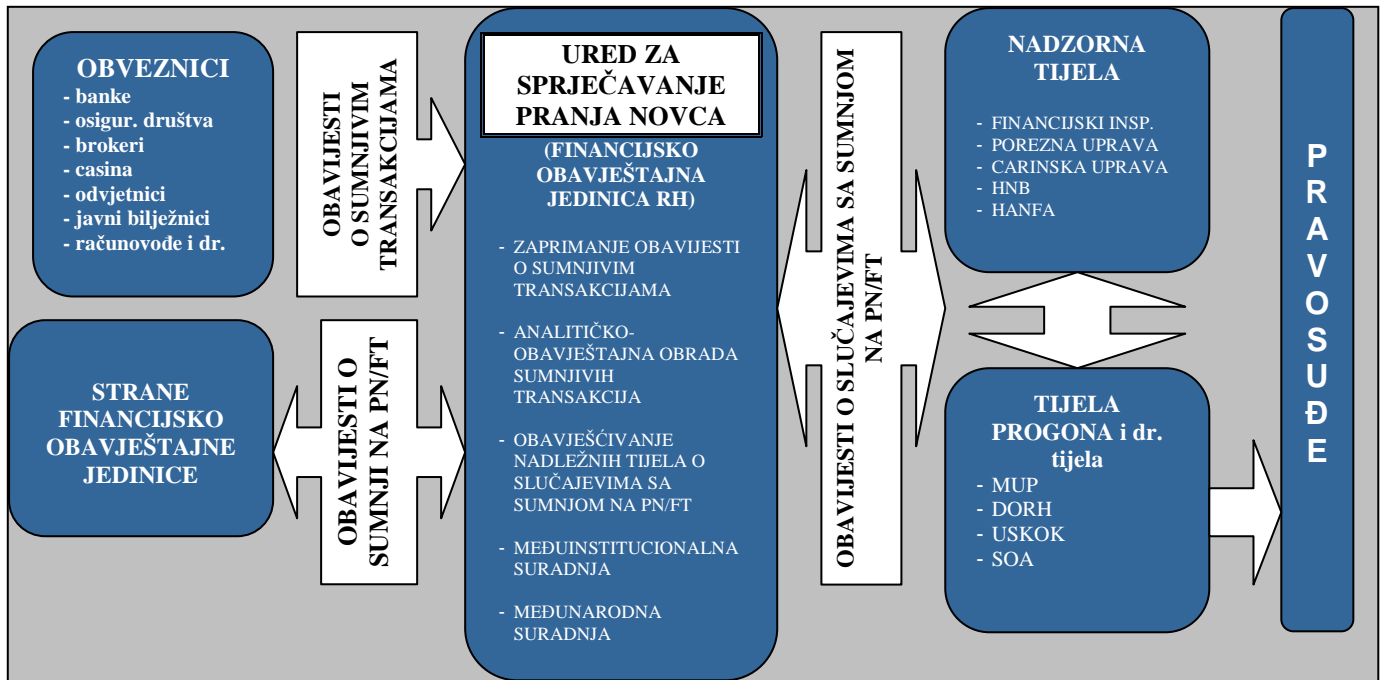 OBVEZNICI
- banke
- osigur. društva
- brokeri
- casina
- odvjetnici
- javni bilježnici
- računovođe i dr.
OBAVIJESTI
O SUMNJIVIM
TRANSAKCIJAMA
STRANE
FINANCIJSKO
OBAVJEŠTAJNE
JEDINICE
OBAVIJESTI O
SUMNJI NA PN/FT
URED ZA
SPRJEČAVANJE
PRANJA NOVCA
(FINANCIJSKO
OBAVJEŠTAJNA
JEDINICA RH)
- ZAPRIMANJE OBAVIJESTI
O SUMNJIVIM
TRANSAKCIJAMA
- ANALITIČKO-
OBAVJEŠTAJNA OBRADA
SUMNJIVIH
TRANSAKCIJA
- OBAVJEŠĆIVANJE
NADLEŽNIH TIJELA O
SLUČAJEVIMA SA
SUMNJOM NA PN/FT
- MEĐUINSTITUCIONALNA
SURADNJA
- MEĐUNARODNA
SURADNJA
OBAVIJESTI O SLUČAJEVIMA SA SUMNJOM
NA PN/FT
NADZORNA
TIJELA
- FINANCIJSKI INSP.
- POREZNA UPRAVA
- CARINSKA UPRAVA
- HNB
- HANFA
TIJELA
PROGONA i dr.
tijela
- MUP
- DORH
- USKOK
- SOA
P
R
A
V
O
S
U
Đ
E